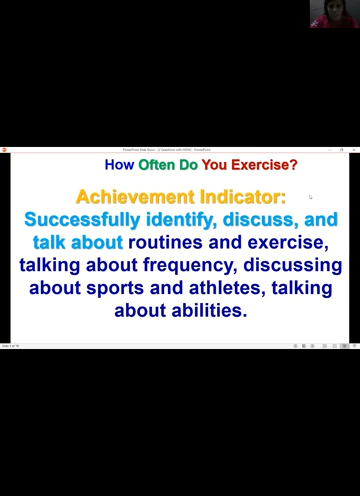 How Often Do You Exercise?
Achievement Indicator:
Successfully identify, discuss, and
talk about routines and exercise,
talking about frequency, discussing
about sports and athletes, talking
about abilities.